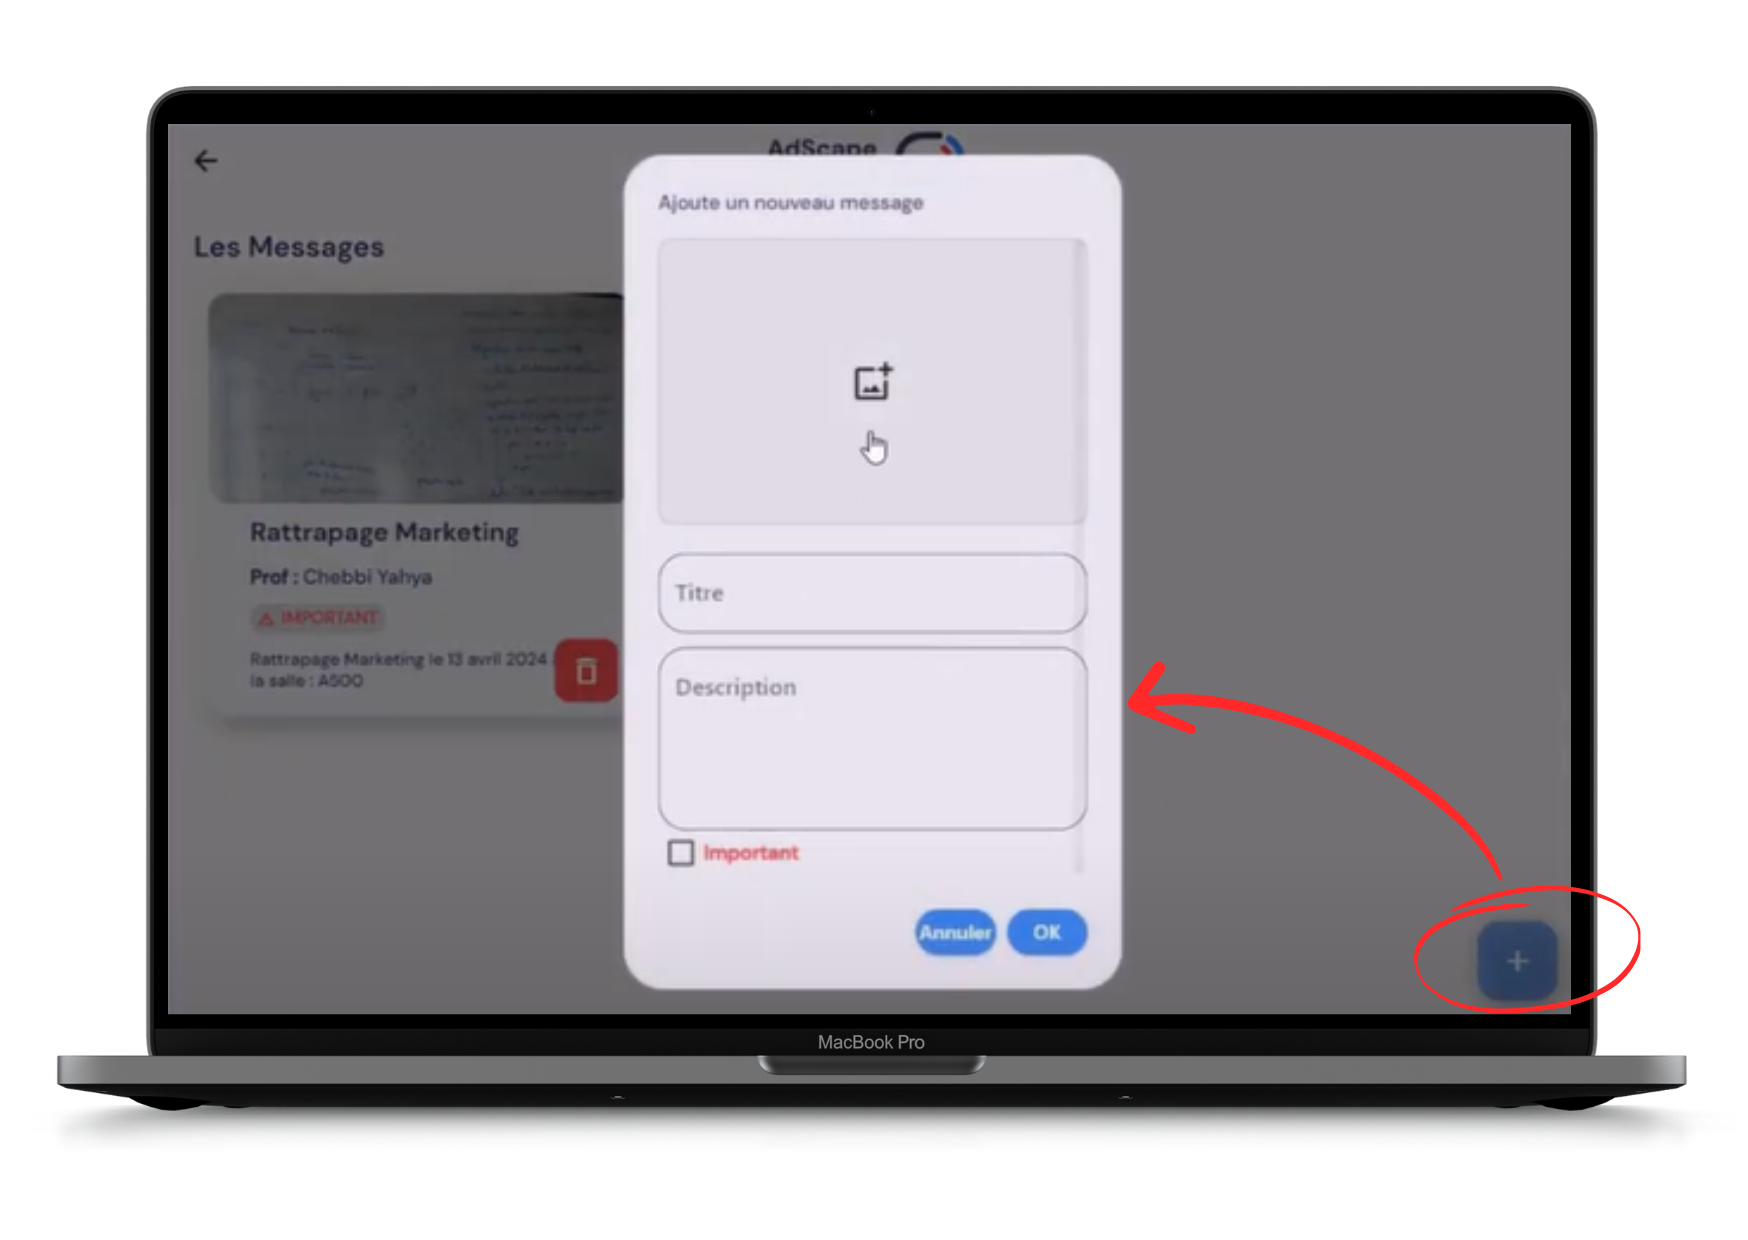 AdScape
Ajoute un nouveau message
Les Messages
Rattrapage Marketing
Prof : Chebbi Yahya
IMPORTANT
Rattrapage Marketing le 13 avril 2024
la salle : A500
Titre
Description
Important
Annuler
OK
MacBook Pro